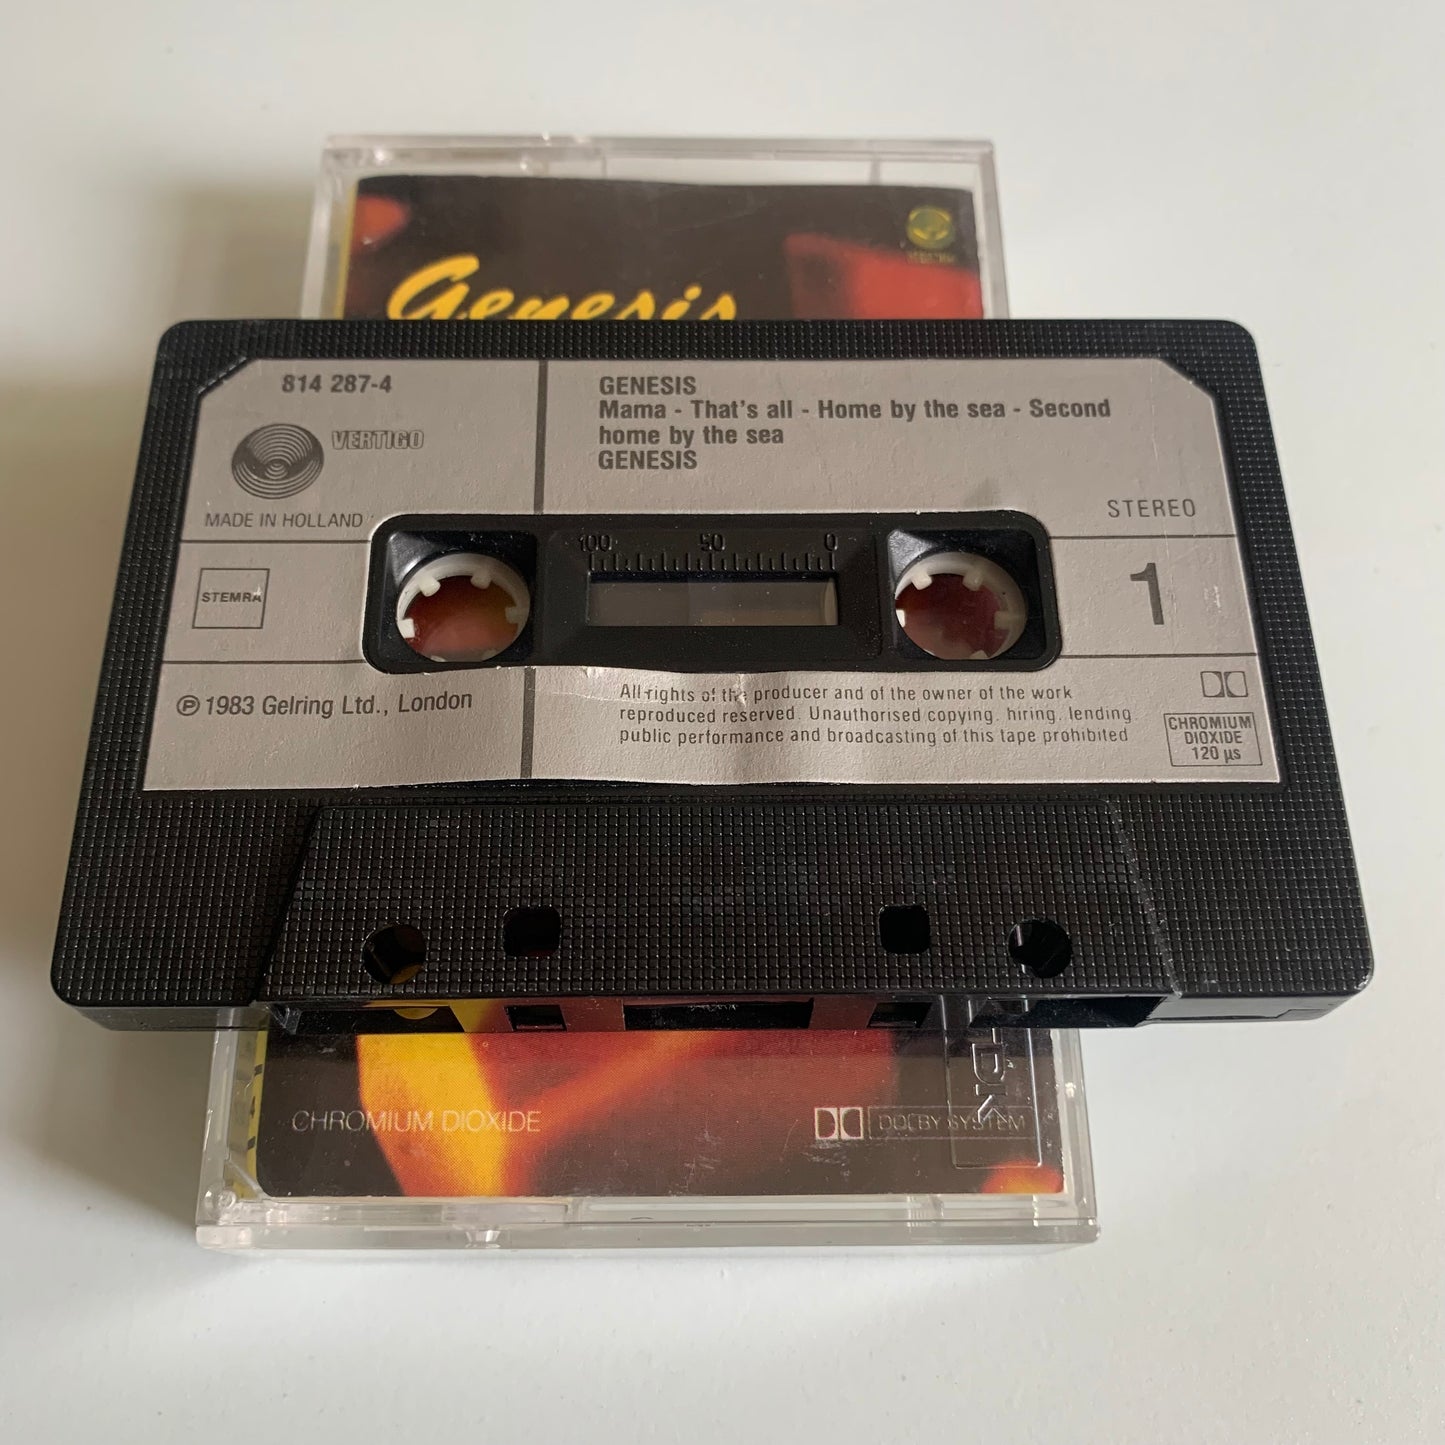 Genesis
814 287-4
VERTIGO
MADE IN HOLLAND
GENESIS
Mama - That's all - Home by the sea - Second
home by the sea
GENESIS
STEREO
100 50 0
STEMRA
1
℗ 1983 Gelring Ltd., London
All rights of the producer and of the owner of the work
reproduced reserved. Unauthorised copying, hiring, lending,
public performance and broadcasting of this tape prohibited
CHROMIUM
DIOXIDE
120 µs
CHROMIUM DIOXIDE
DOLBY SYSTEM